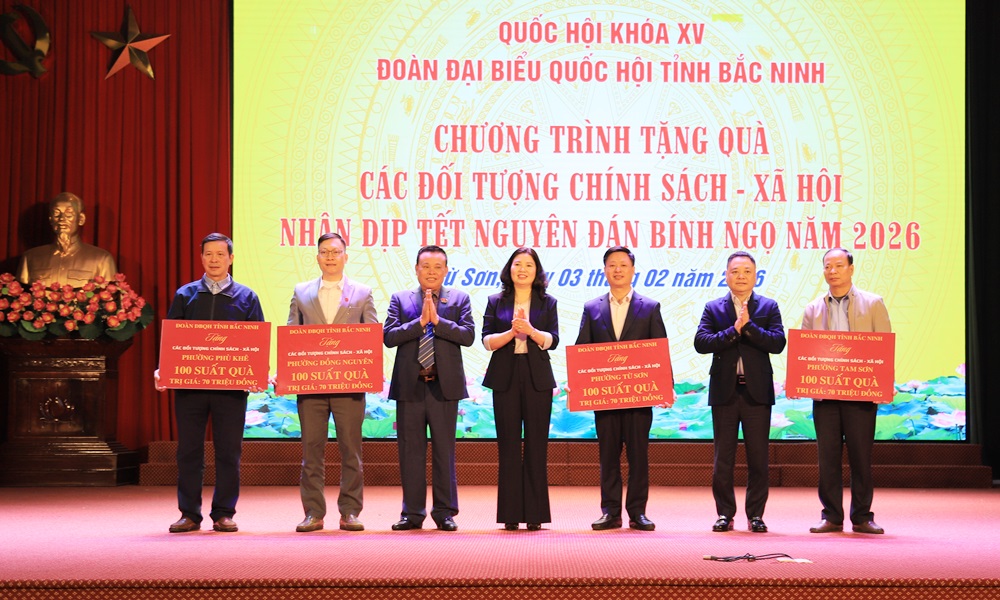 QUỐC HỘI KHÓA XV
ĐOÀN ĐẠI BIỂU QUỐC HỘI TỈNH BẮC NINH
CHƯƠNG TRÌNH TẶNG QUÀ
CÁC ĐỐI TƯỢNG CHÍNH SÁCH - XÃ HỘI
NHÂN DỊP TẾT NGUYÊN ĐÁN BÍNH NGỌ NĂM 2026
Sơn, 03 tháng 02 năm
ĐOÀN ĐBQH TỈNH BẮC NINH
Tặng
CÁC ĐỐI TƯỢNG CHÍNH SÁCH - XÃ HỘI
PHƯỜNG PHÙ KHÊ
100 SUẤT QUÀ
TRỊ GIÁ: 70 TRIỆU ĐỒNG
ĐOÀN ĐBQH TỈNH BẮC NINH
Tặng
CÁC ĐỐI TƯỢNG CHÍNH SÁCH - XÃ HỘI
PHƯỜNG ĐỒNG NGUYÊN
100 SUẤT QUÀ
TRỊ GIÁ: 70 TRIỆU ĐỒNG
ĐOÀN ĐBQH TỈNH BẮC NINH
Tặng
CÁC ĐỐI TƯỢNG CHÍNH SÁCH - XÃ HỘI
PHƯỜNG TỪ SƠN
100 SUẤT QUÀ
TRỊ GIÁ: 70 TRIỆU ĐỒNG
ĐOÀN ĐBQH TỈNH BẮC NINH
Tặng
CÁC ĐỐI TƯỢNG CHÍNH SÁCH - XÃ HỘI
PHƯỜNG TAM SƠN
100 SUẤT QUÀ
TRỊ GIÁ: 70 TRIỆU ĐỒNG